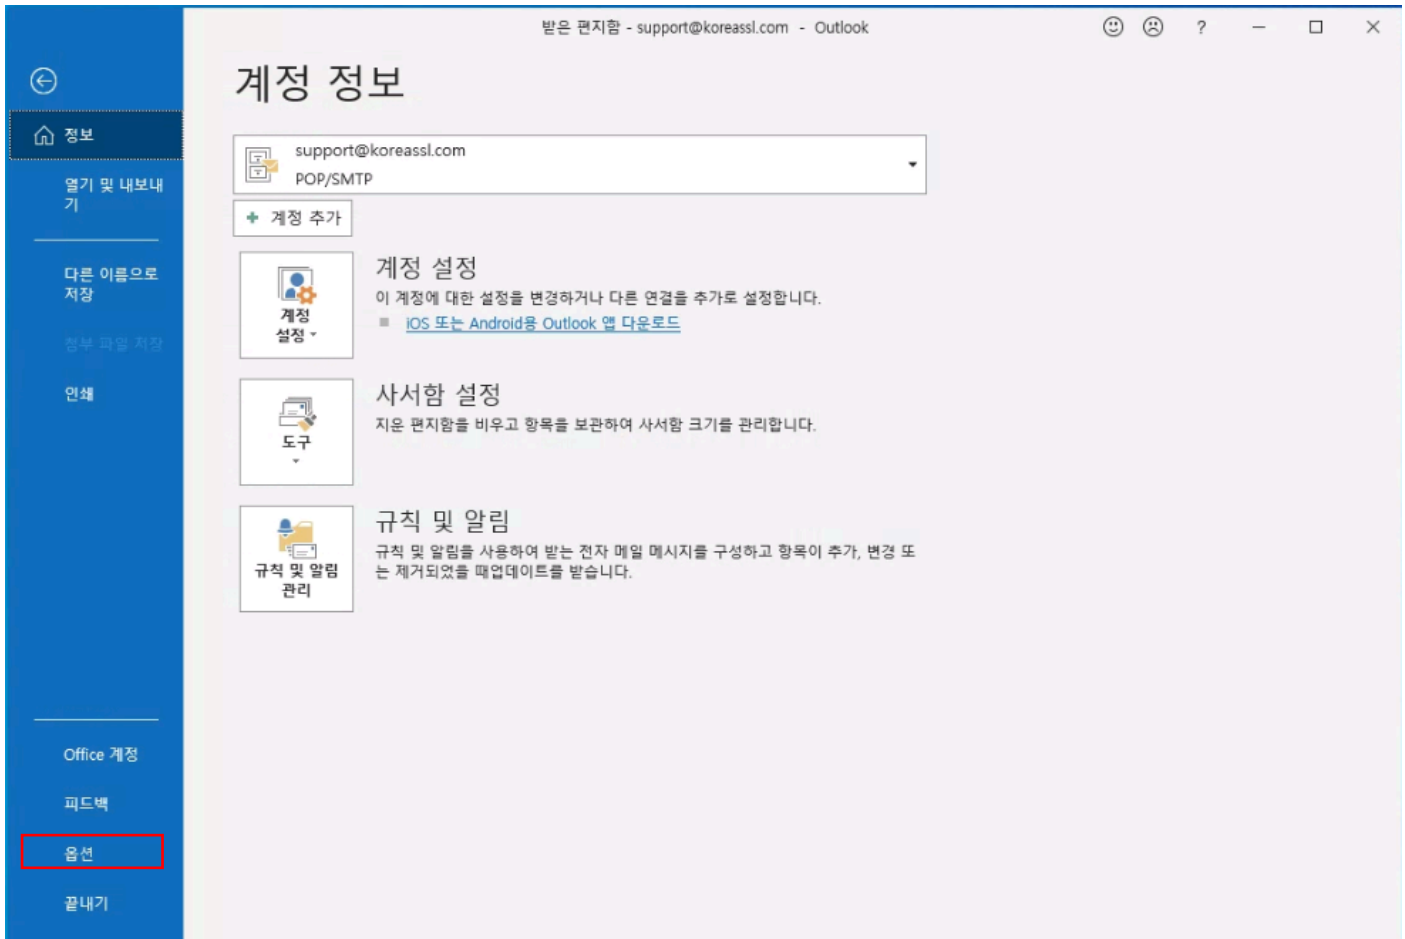 받은 편지함 - support@koreassl.com - Outlook
?
정보
열기 및 내보내
기
다른 이름으로
저장
첨부 파일 저장
인쇄
Office 계정
피드백
옵션
끝내기
계정 정보
support@koreassl.com
POP/SMTP
계정 추가
계정
설정
계정 설정
이 계정에 대한 설정을 변경하거나 다른 연결을 추가로 설정합니다.
iOS 또는 Android용 Outlook 앱 다운로드
도구
사서함 설정
지운 편지함을 비우고 항목을 보관하여 사서함 크기를 관리합니다.
규칙 및 알림
관리
규칙 및 알림
규칙 및 알림을 사용하여 받는 전자 메일 메시지를 구성하고 항목이 추가, 변경 또
는 제거되었을 때업데이트를 받습니다.